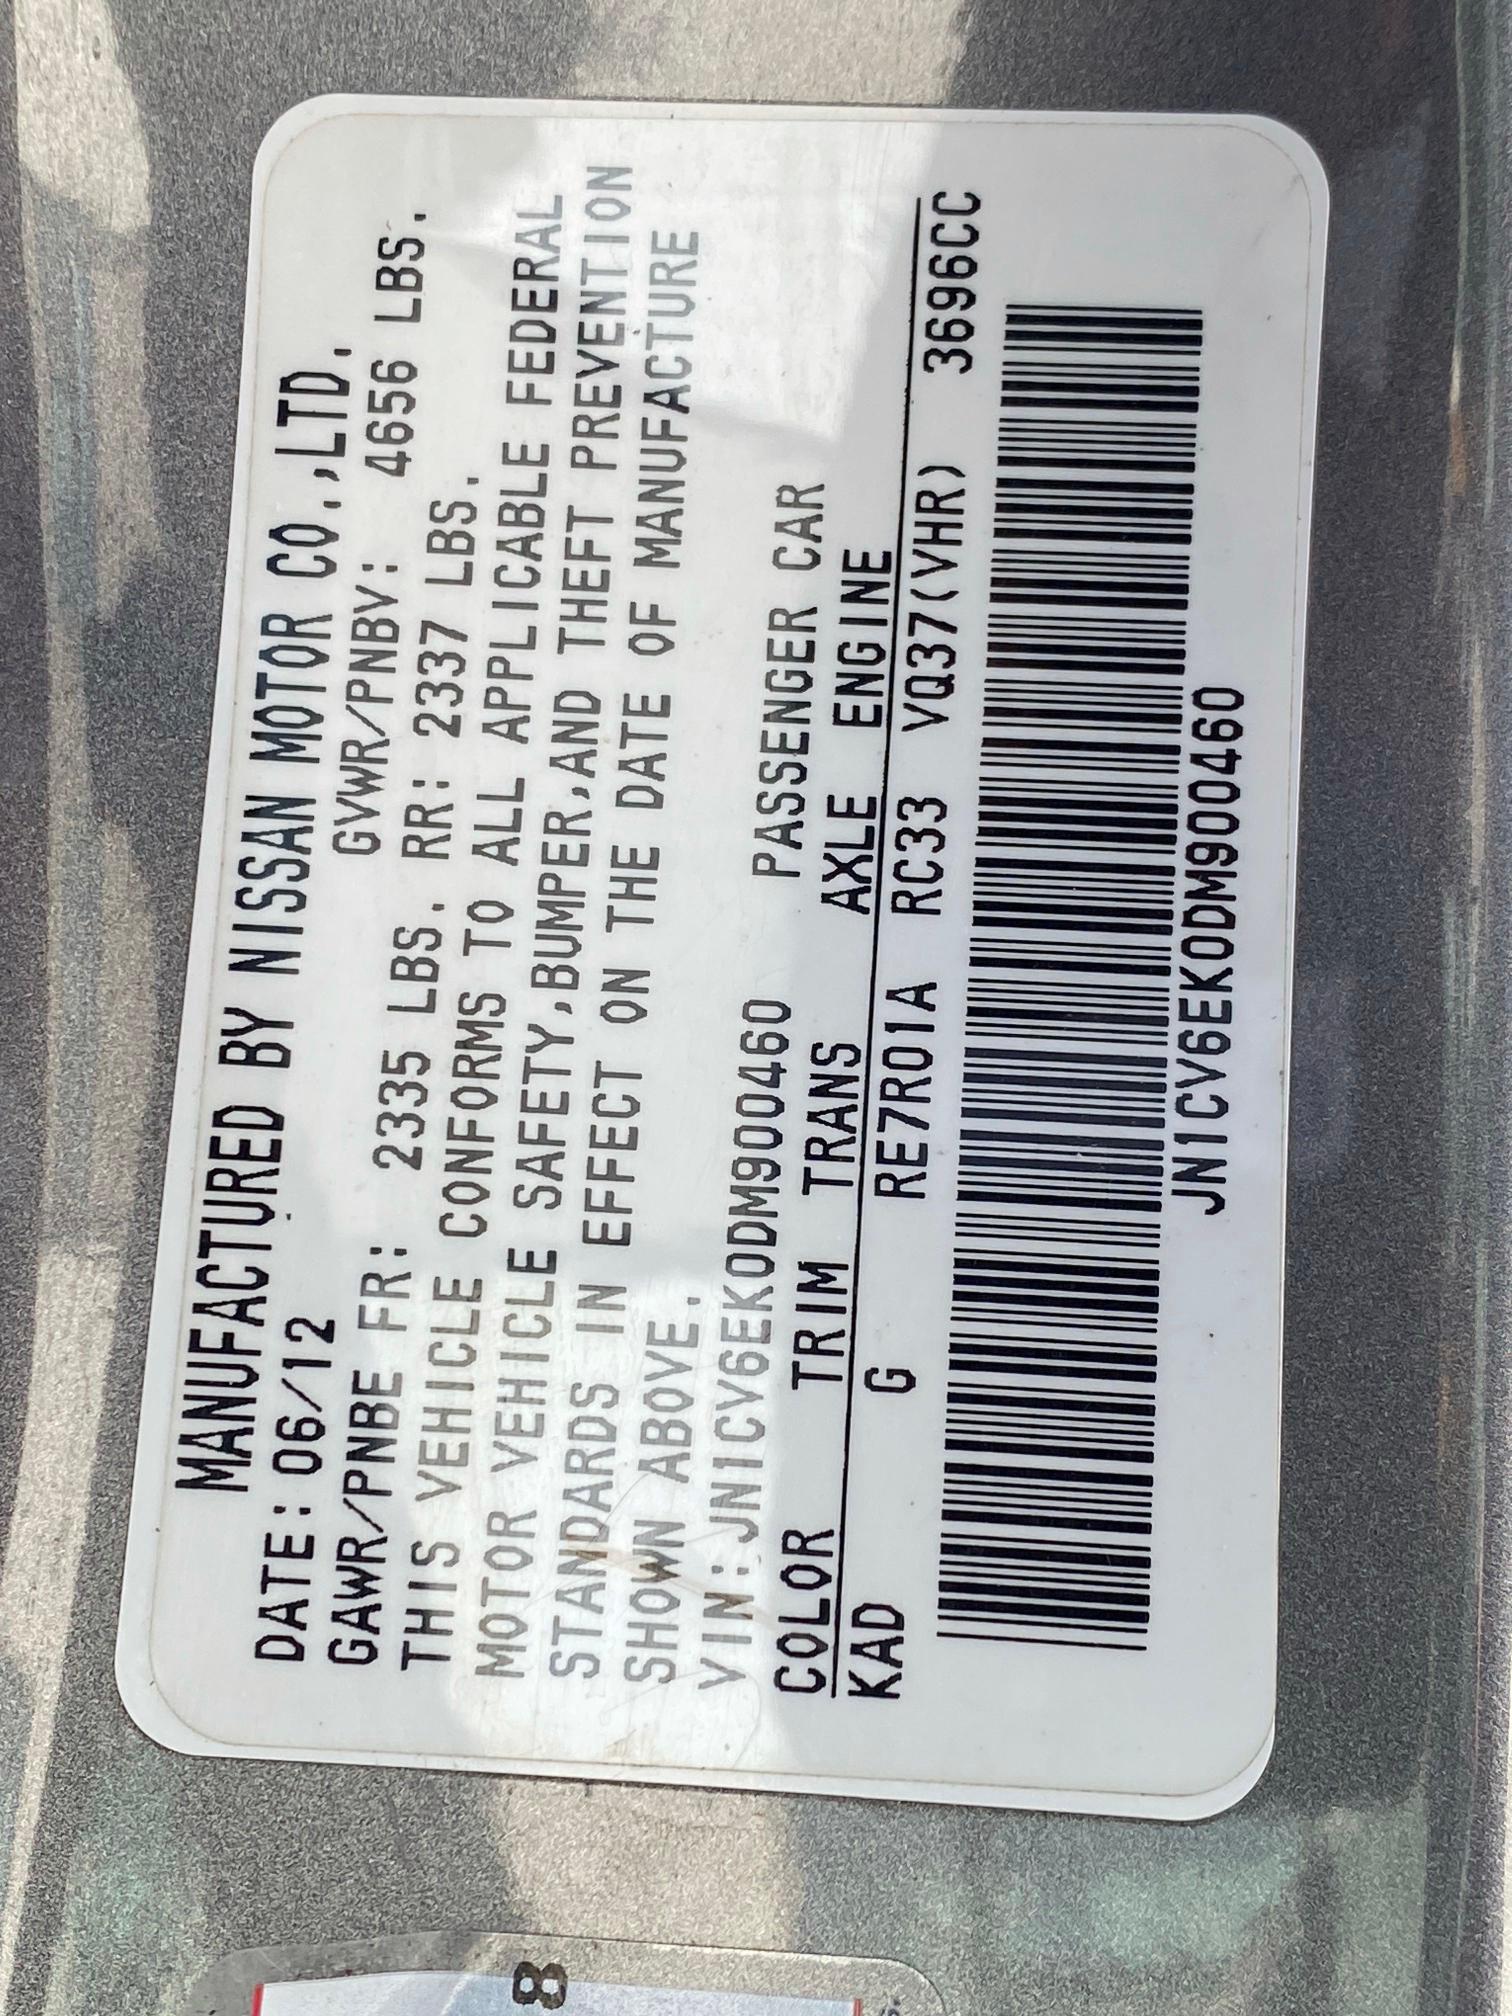 MANUFACTURED BY NISSAN MOTOR CO.,LTD.
DATE: 06/12 GVWR/PNBV: 4656 LBS.
GAWR/PNBE FR: 2335 LBS. RR: 2337 LBS.
THIS VEHICLE CONFORMS TO ALL APPLICABLE FEDERAL
MOTOR VEHICLE SAFETY,BUMPER,AND THEFT PREVENTION
STANDARDS IN EFFECT ON THE DATE OF MANUFACTURE
SHOWN ABOVE.
VIN:JN1CV6EK0DM900460 PASSENGER CAR
COLOR TRIM TRANS AXLE ENGINE
KAD G RE7R01A RC33 VQ37(VHR) 3696CC
JN1CV6EK0DM900460
8